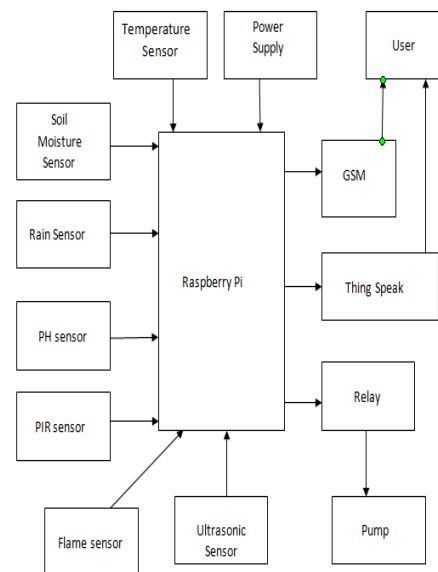 Temperature
Sensor
Power
Supply
User
Soil
Moisture
Sensor
GSM
Rain Sensor
Raspberry Pi
Thing Speak
PH sensor
Relay
PIR sensor
Flame sensor
Ultrasonic
Sensor
Pump